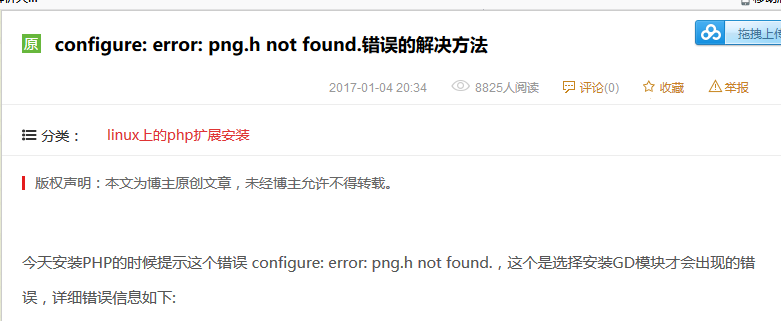 原 configure: error: png.h not found.错误的解决方法
拖拽上传
2017-01-04 20:34 8825人阅读 评论(0) 收藏 举报
分类： linux上的php扩展安装
版权声明：本文为博主原创文章，未经博主允许不得转载。
今天安装PHP的时候提示这个错误 configure: error: png.h not found.，这个是选择安装GD模块才会出现的错
误，详细错误信息如下: